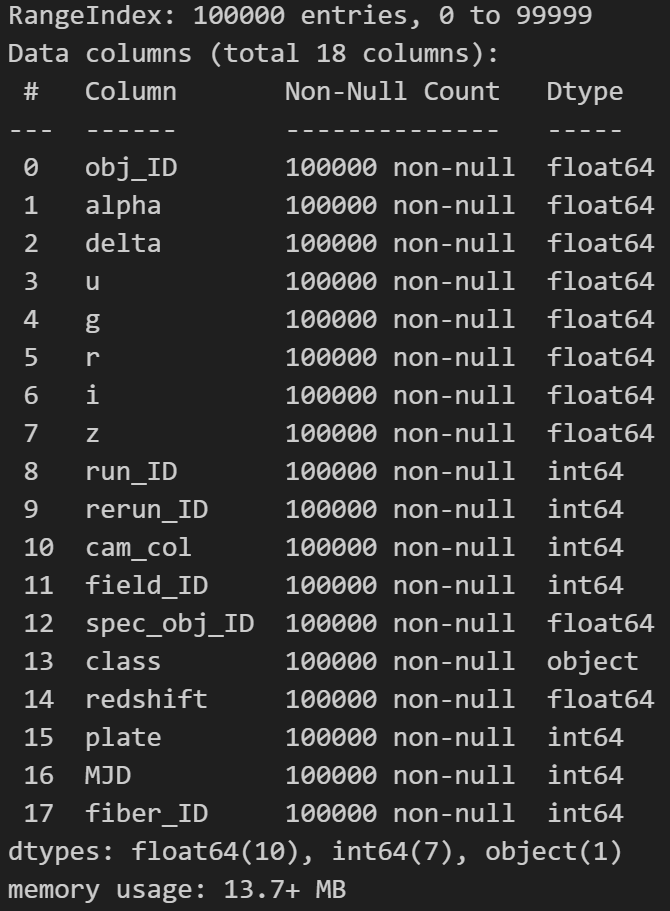 RangeIndex: 100000 entries, 0 to 99999
Data columns (total 18 columns):
 #   Column       Non-Null Count   Dtype
---  ------       --------------   -----
 0   obj_ID       100000 non-null  float64
 1   alpha        100000 non-null  float64
 2   delta        100000 non-null  float64
 3   u            100000 non-null  float64
 4   g            100000 non-null  float64
 5   r            100000 non-null  float64
 6   i            100000 non-null  float64
 7   z            100000 non-null  float64
 8   run_ID       100000 non-null  int64
 9   rerun_ID     100000 non-null  int64
 10  cam_col      100000 non-null  int64
 11  field_ID     100000 non-null  int64
 12  spec_obj_ID  100000 non-null  float64
 13  class        100000 non-null  object
 14  redshift     100000 non-null  float64
 15  plate        100000 non-null  int64
 16  MJD          100000 non-null  int64
 17  fiber_ID     100000 non-null  int64
dtypes: float64(10), int64(7), object(1)
memory usage: 13.7+ MB